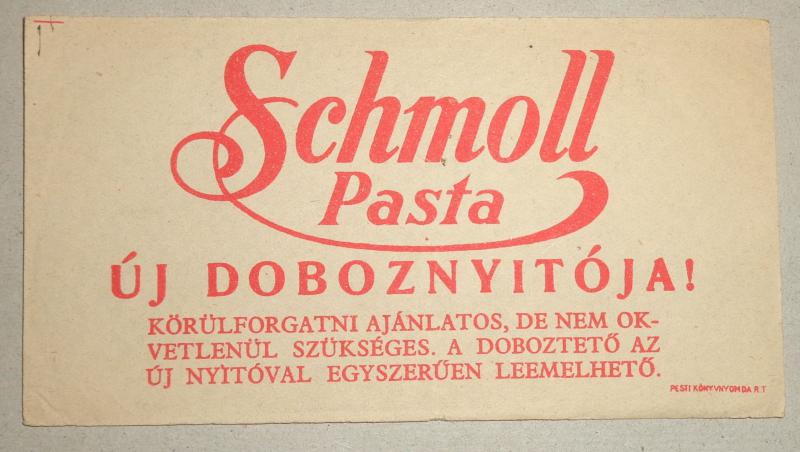 Schmoll
Pasta
ÚJ DOBOZNYITÓJA!
KÖRÜLFORGATNI AJÁNLATOS, DE NEM OK-
VETLENÜL SZÜKSÉGES. A DOBOZTETŐ AZ
ÚJ NYITÓVAL EGYSZERŰEN LEEMELHETŐ.
PESTI KÖNYVNYOMDA R.T